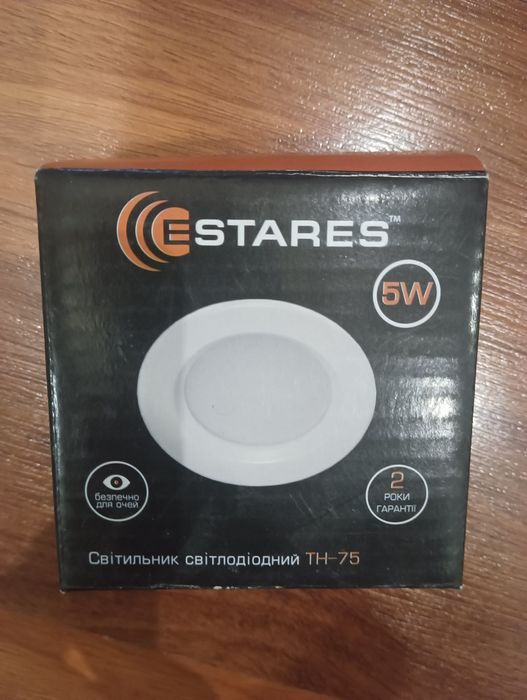 ESTARES™
5W
безпечно
для очей
2
РОКИ
ГАРАНТІЇ
Світильник світлодіодний TH-75